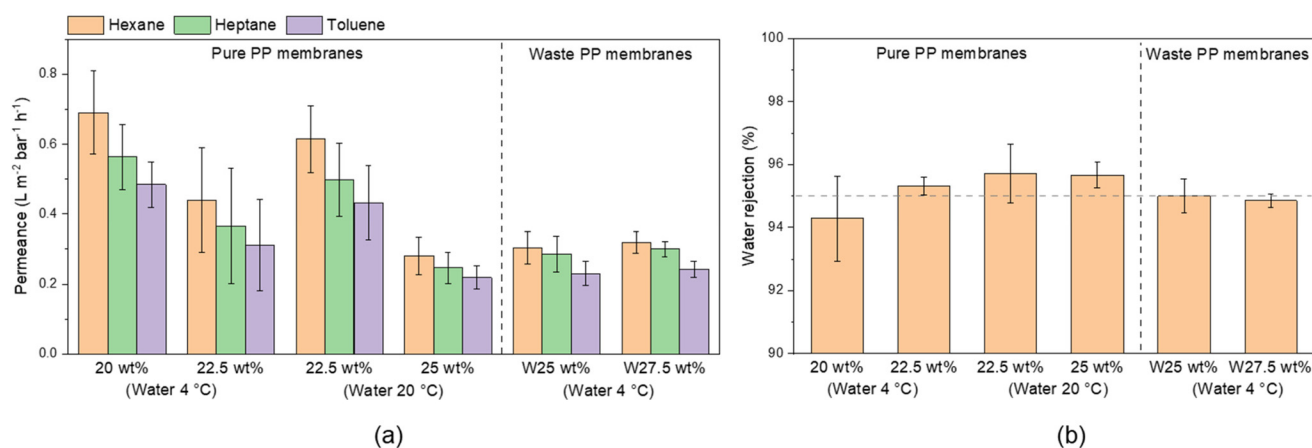 Hexane Heptane Toluene
Pure PP membranes Waste PP membranes
Permeance (L m⁻² bar⁻¹ h⁻¹)
0.8
0.6
0.4
0.2
0.0
20 wt% 22.5 wt% 22.5 wt% 25 wt% W25 wt% W27.5 wt%
(Water 4 °C) (Water 20 °C) (Water 4 °C)
(a)
Pure PP membranes Waste PP membranes
Water rejection (%)
100
98
96
94
92
90
20 wt% 22.5 wt% 22.5 wt% 25 wt% W25 wt% W27.5 wt%
(Water 4 °C) (Water 20 °C) (Water 4 °C)
(b)